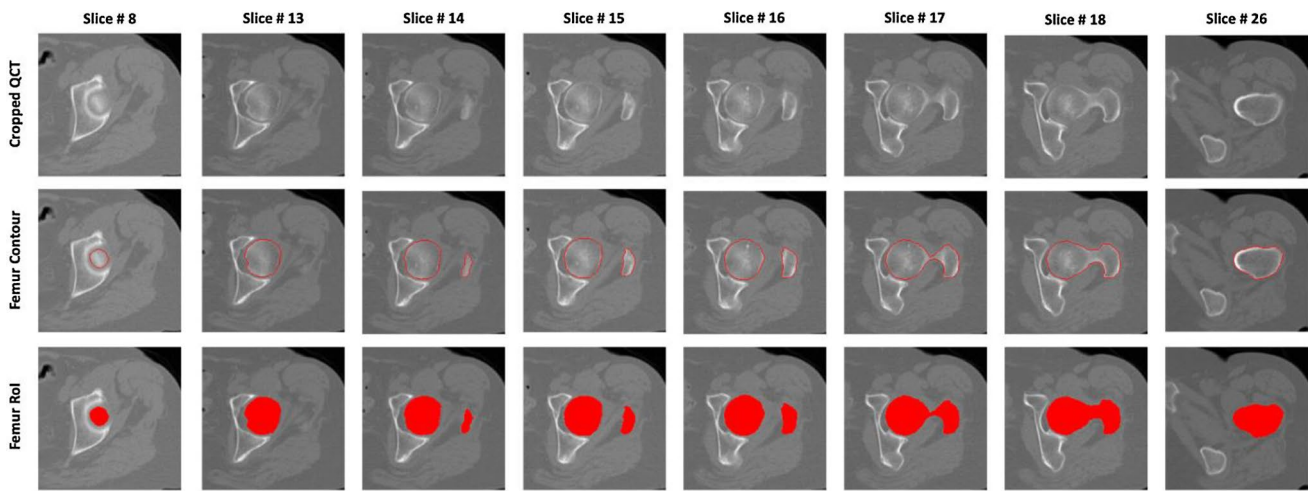 Slice # 8
Slice # 13
Slice # 14
Slice # 15
Slice # 16
Slice # 17
Slice # 18
Slice # 26
Cropped QCT
Femur Contour
Femur RoI